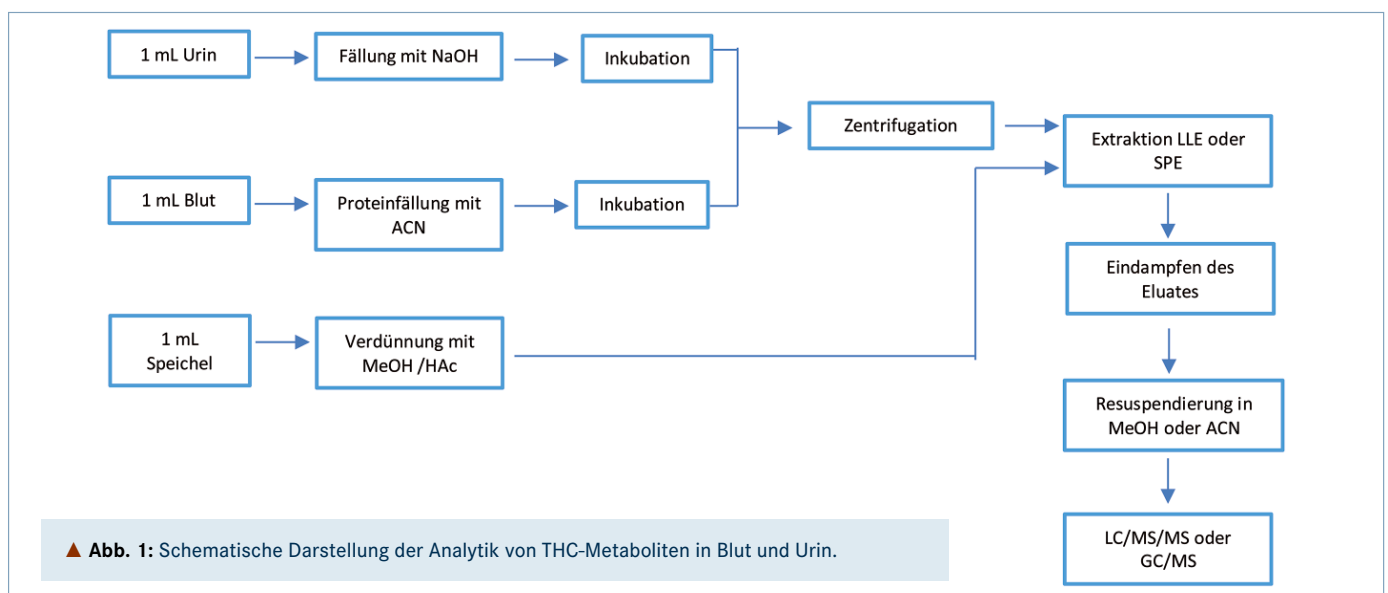 1 mL Urin
Fällung mit NaOH
Inkubation
Zentrifugation
Extraktion LLE oder
SPE
1 mL Blut
Proteinfällung mit
ACN
Inkubation
Eindampfen des
Eluates
1 mL
Speichel
Verdünnung mit
MeOH /HAc
Resuspendierung in
MeOH oder ACN
LC/MS/MS oder
GC/MS
▲ Abb. 1: Schematische Darstellung der Analytik von THC-Metaboliten in Blut und Urin.